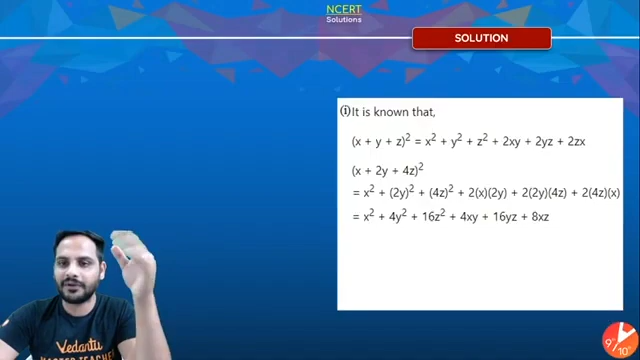 NCERT
Solutions
SOLUTION
(i) It is known that,
(x + y + z)² = x² + y² + z² + 2xy + 2yz + 2zx
(x + 2y + 4z)²
= x² + (2y)² + (4z)² + 2(x)(2y) + 2(2y)(4z) + 2(4z)(x)
= x² + 4y² + 16z² + 4xy + 16yz + 8xz
Vedantu
MASTER TEACHER
9th 10th